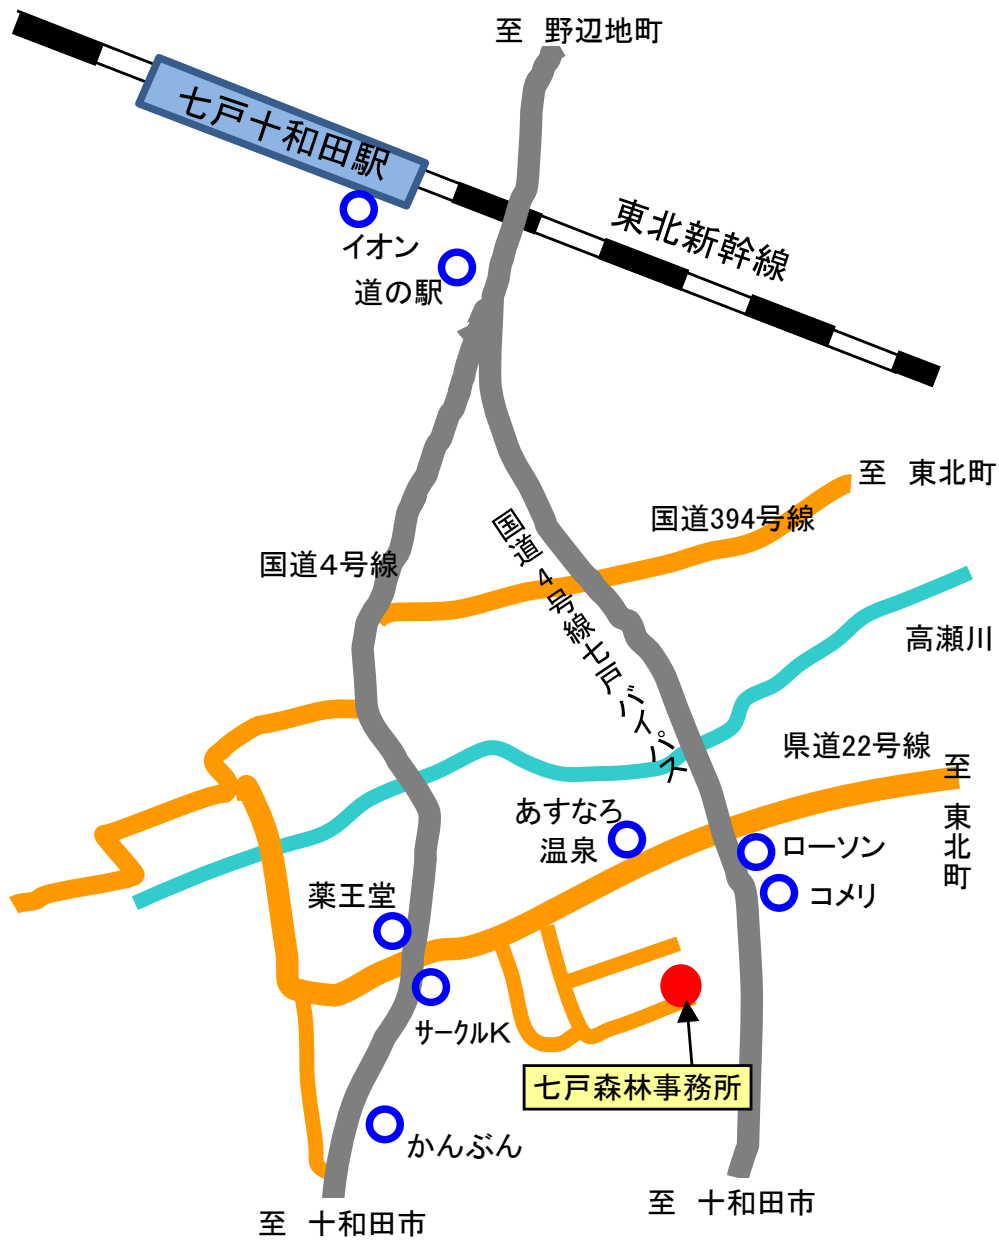 至　野辺地町
七戸十和田駅
東北新幹線
イオン
道の駅
至　東北町
国道394号線
国道４号線
国道４号線七戸バイパス
高瀬川
県道22号線
至　東北町
あすなろ
温泉
ローソン
コメリ
薬王堂
サークルK
七戸森林事務所
かんぶん
至　十和田市
至　十和田市